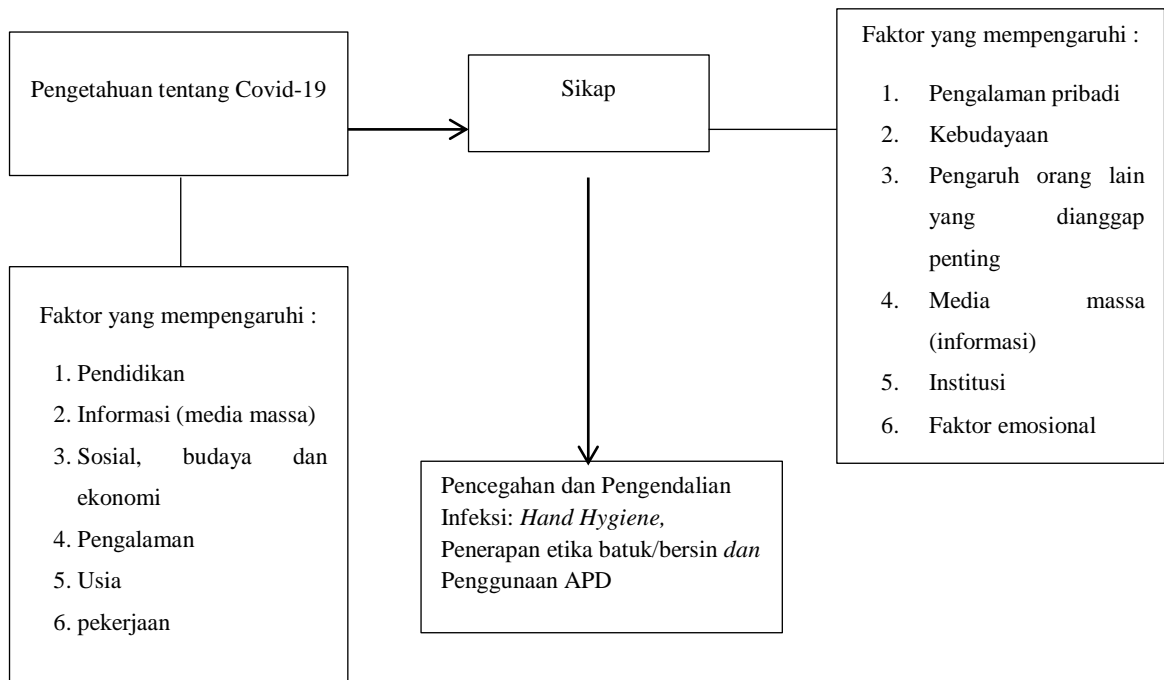 Pengetahuan tentang Covid-19
Sikap
Faktor yang mempengaruhi :
1. Pengalaman pribadi
2. Kebudayaan
3. Pengaruh orang lain
yang dianggap
penting
4. Media massa
(informasi)
5. Institusi
6. Faktor emosional
Faktor yang mempengaruhi :
1. Pendidikan
2. Informasi (media massa)
3. Sosial, budaya dan
ekonomi
4. Pengalaman
5. Usia
6. pekerjaan
Pencegahan dan Pengendalian
Infeksi: Hand Hygiene,
Penerapan etika batuk/bersin dan
Penggunaan APD